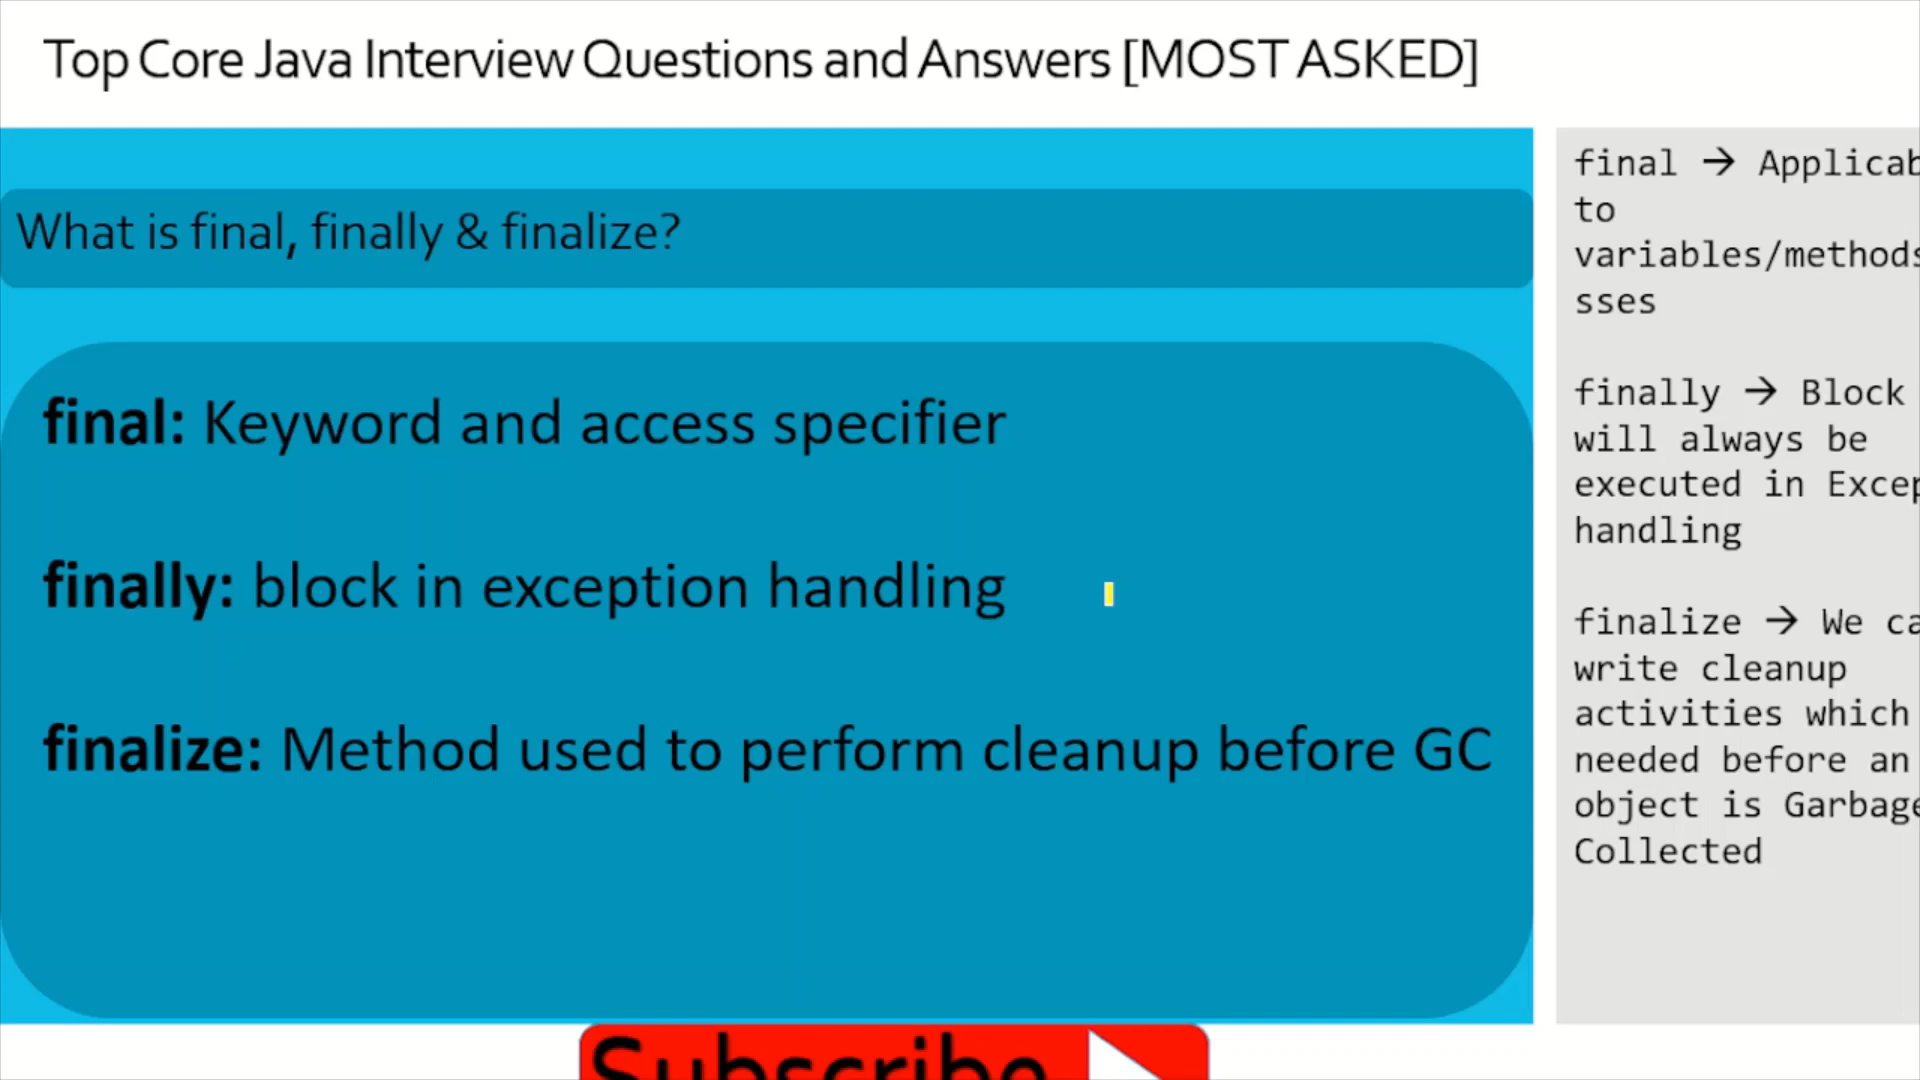 Top Core Java Interview Questions and Answers [MOST ASKED]
What is final, finally & finalize?
final: Keyword and access specifier
finally: block in exception handling
finalize: Method used to perform cleanup before GC
final → Applicab
to
variables/methods
sses
finally → Block
will always be
executed in Excep
handling
finalize → We ca
write cleanup
activities which
needed before an
object is Garbage
Collected
Subscribe